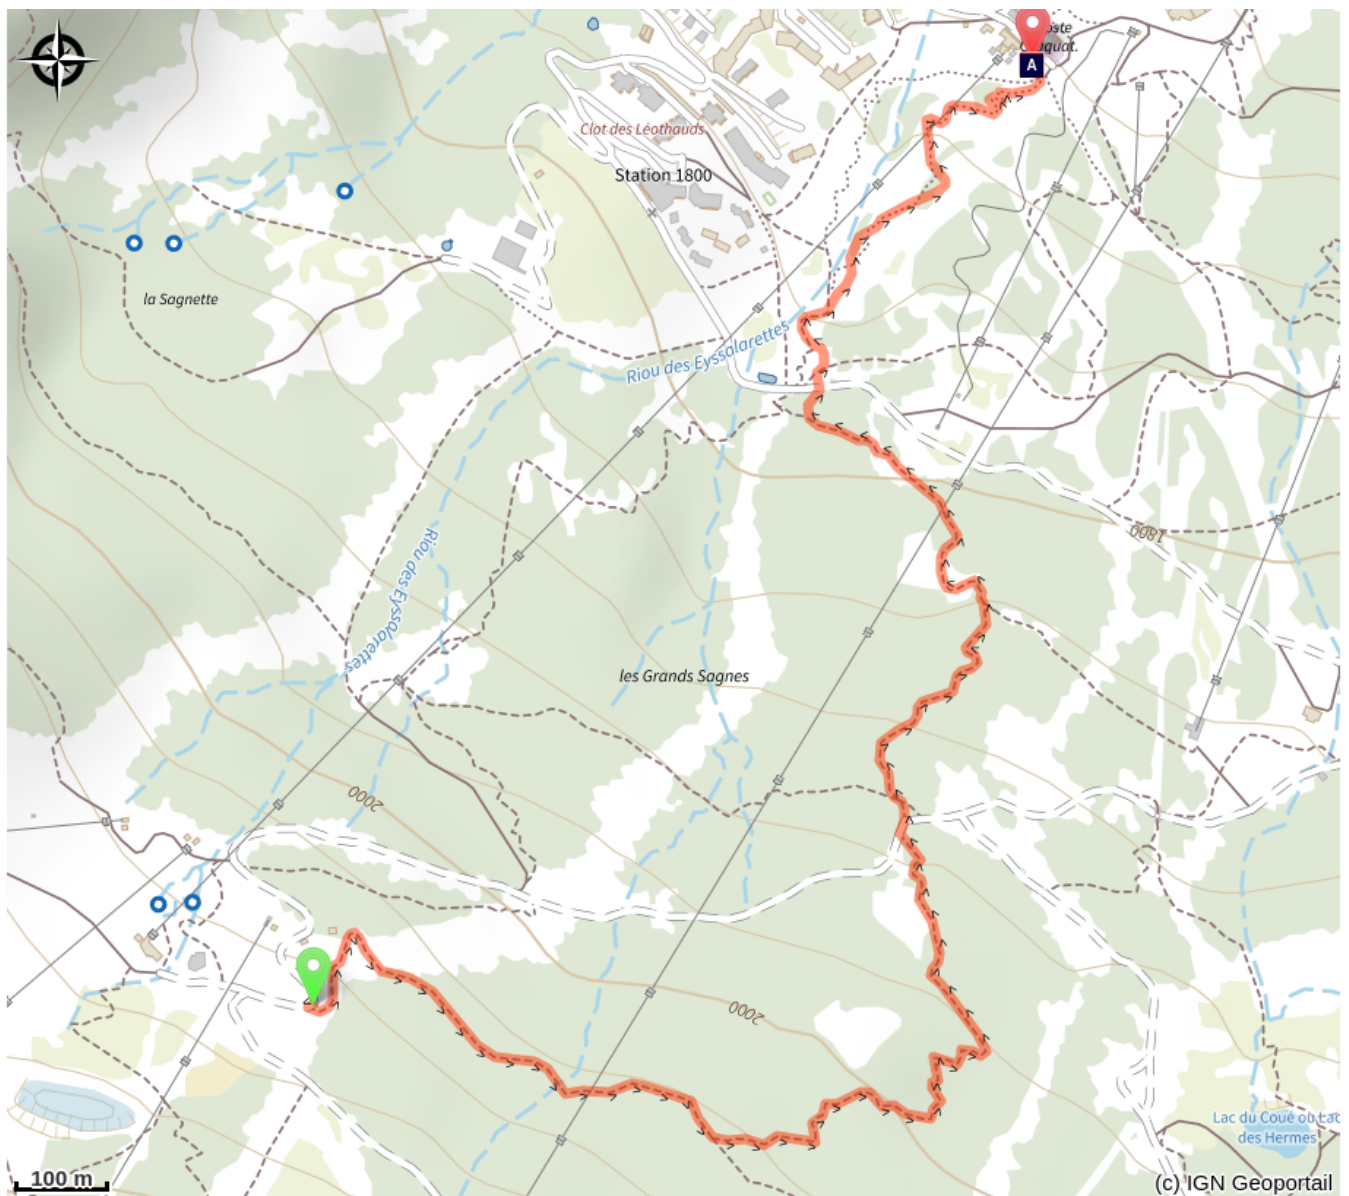 A
Clot des Léothauds
Station 1800
la Sagnette
Riou des Eyssalarettes
1800
Riou des Eyssalarettes
les Grands Sagnes
2000
2000
Lac du Coué ou Lac
des Hermes
100 m
(c) IGN Geoportail